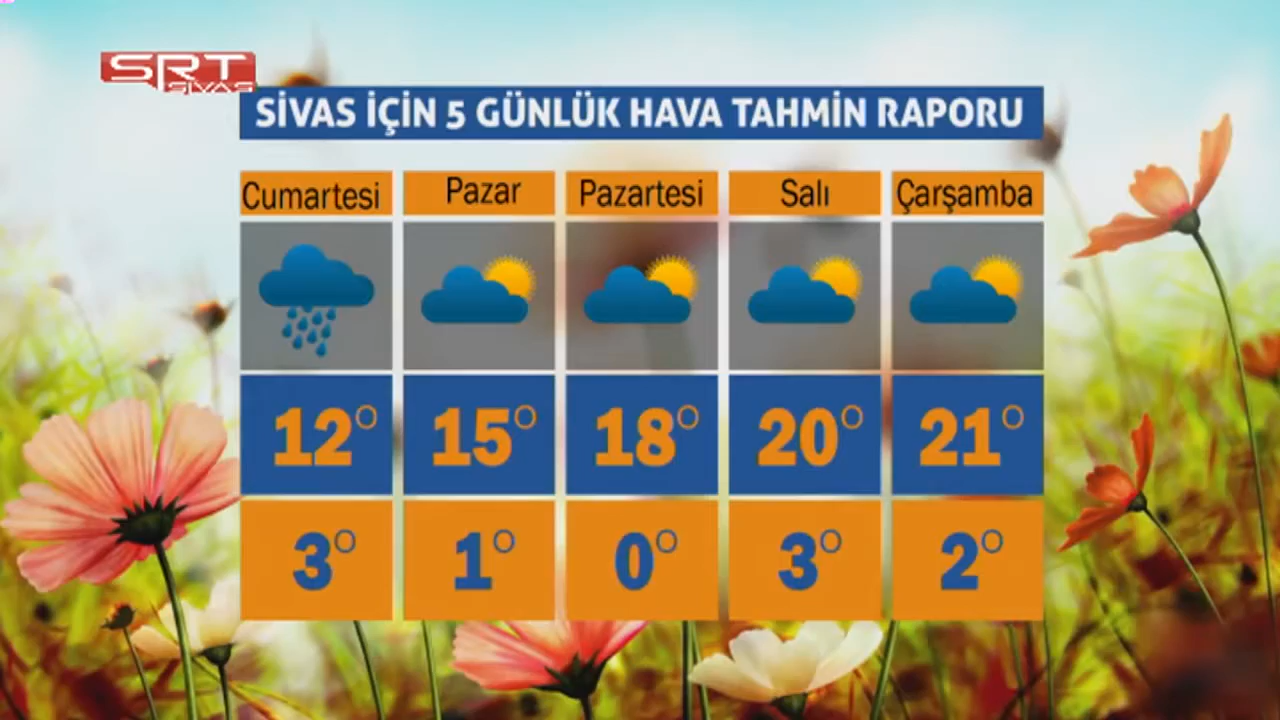 SRT
SİVAS
SİVAS İÇİN 5 GÜNLÜK HAVA TAHMİN RAPORU
Cumartesi Pazar Pazartesi Salı Çarşamba
12° 15° 18° 20° 21°
3° 1° 0° 3° 2°